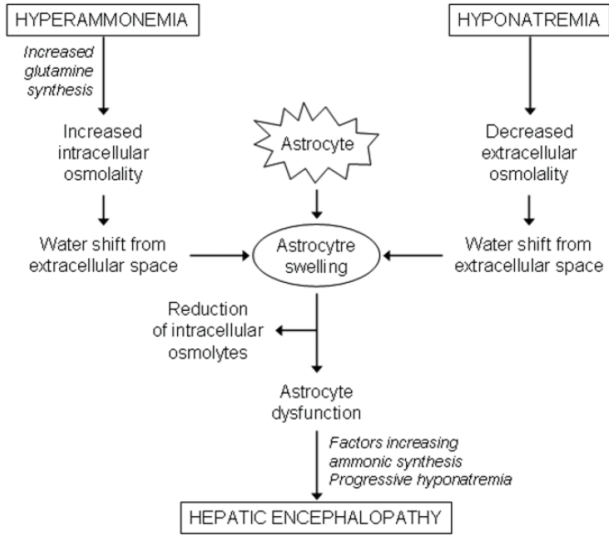 HYPERAMMONEMIA
HYPONATREMIA
Increased
glutamine
synthesis
Increased
intracellular
osmolality
Astrocyte
Decreased
extracellular
osmolality
Water shift from
extracellular space
Astrocytre
swelling
Water shift from
extracellular space
Reduction
of intracellular
osmolytes
Astrocyte
dysfunction
Factors increasing
ammonic synthesis
Progressive hyponatremia
HEPATIC ENCEPHALOPATHY